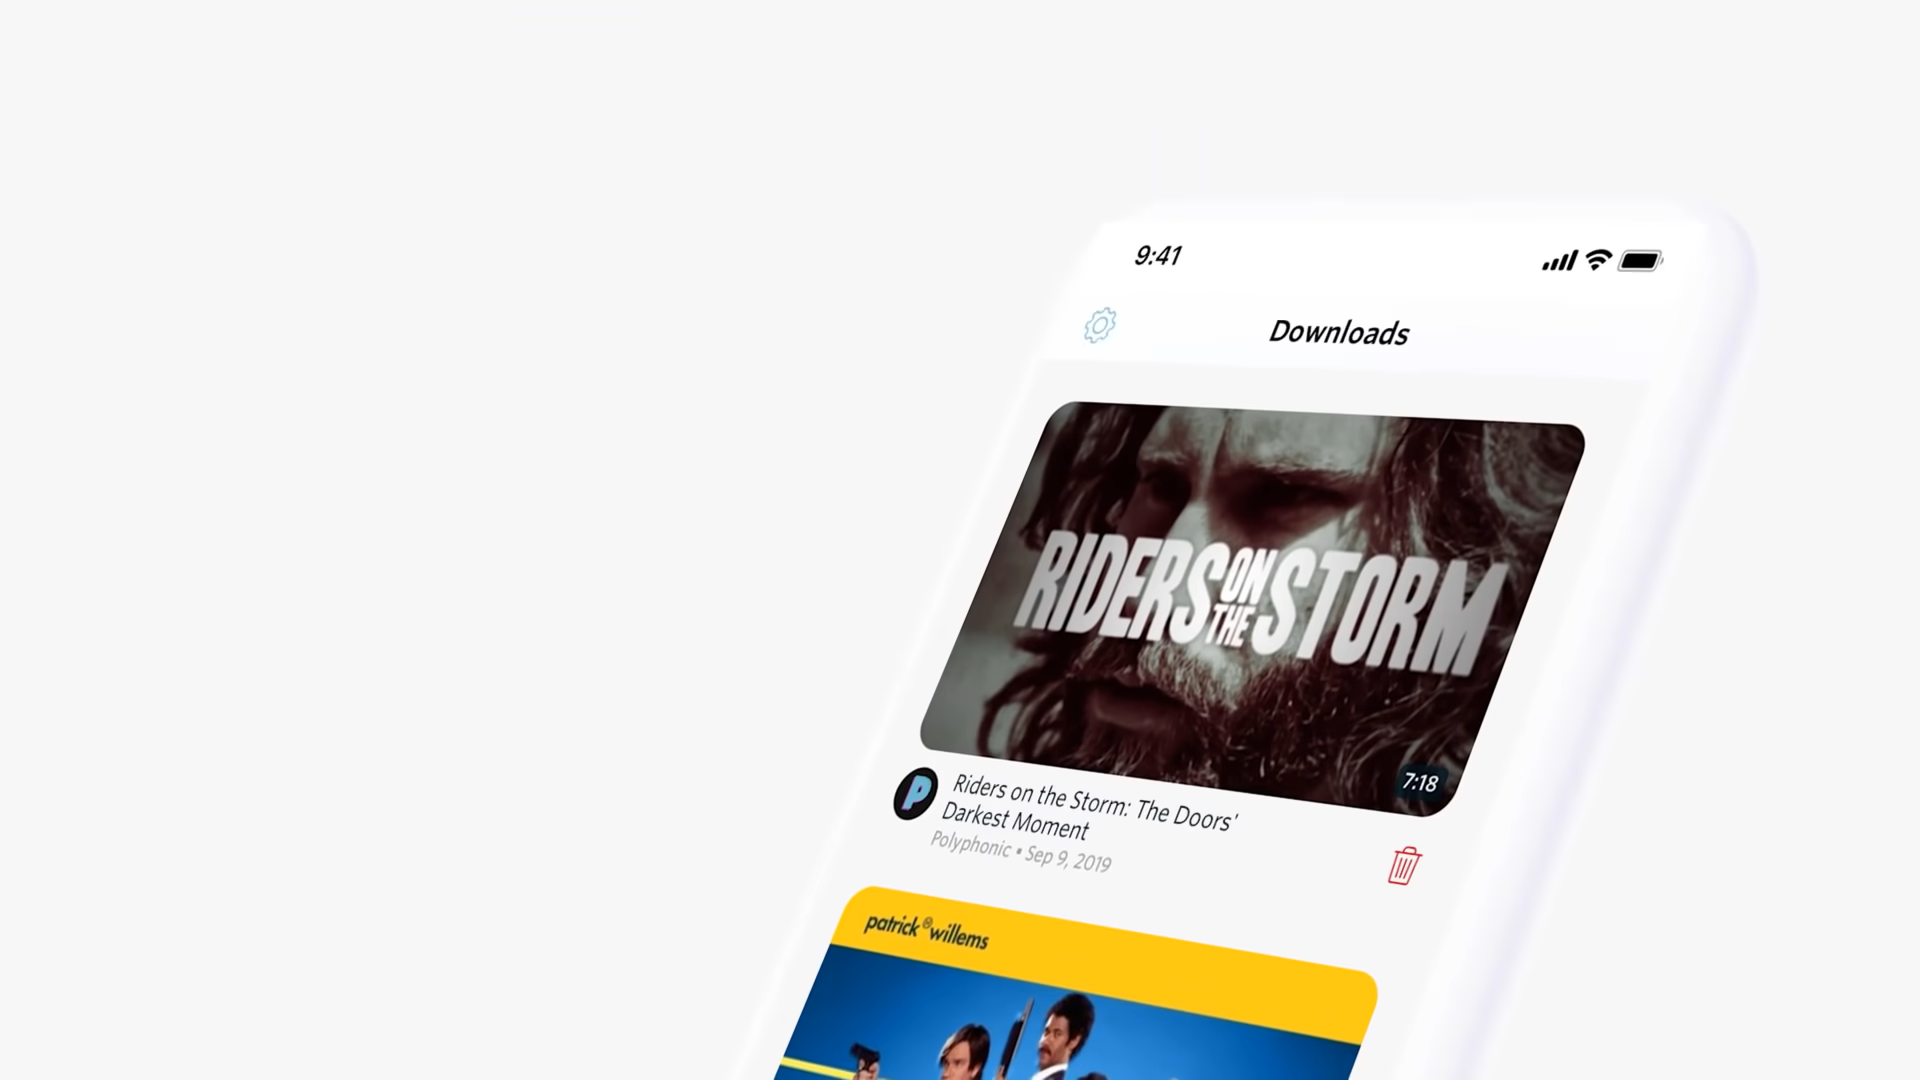 9:41
Downloads
RIDERS ON THE STORM
7:18
P
Riders on the Storm: The Doors'
Darkest Moment
Polyphonic • Sep 9, 2019
patrick (H) willems